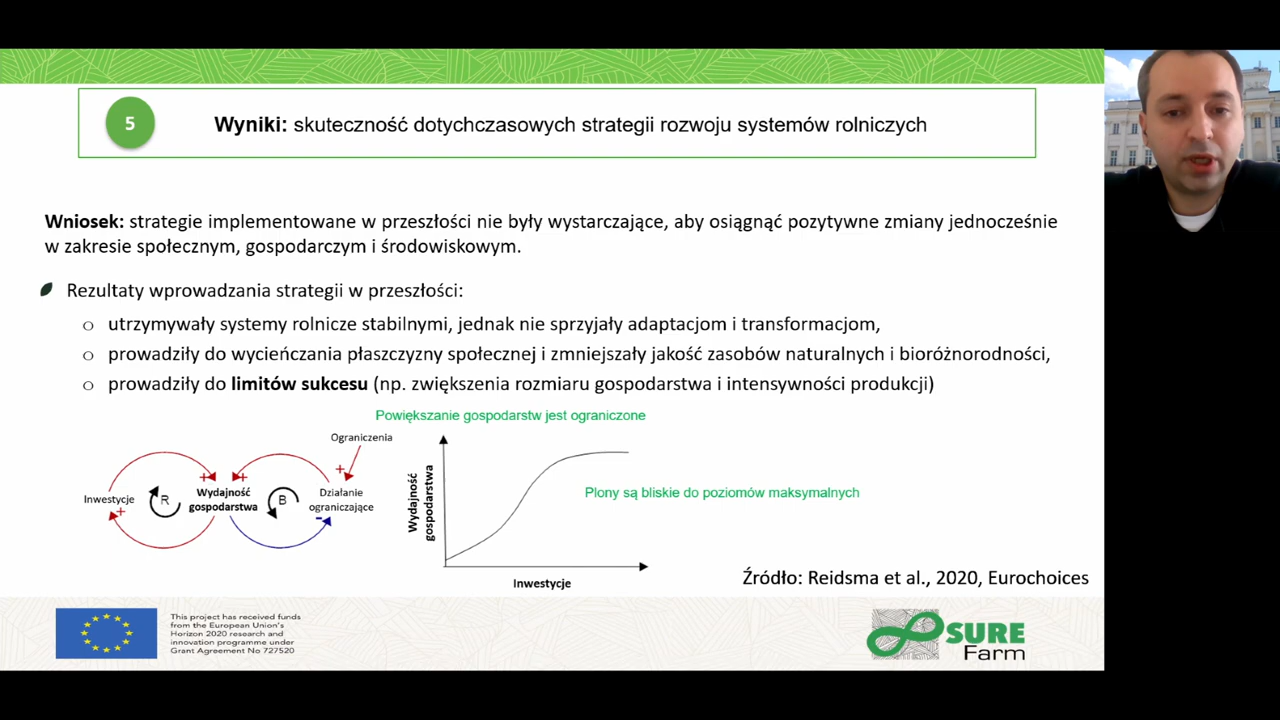 5
Wyniki: skuteczność dotychczasowych strategii rozwoju systemów rolniczych
Wniosek: strategie implementowane w przeszłości nie były wystarczające, aby osiągnąć pozytywne zmiany jednocześnie
w zakresie społecznym, gospodarczym i środowiskowym.
Rezultaty wprowadzania strategii w przeszłości:
o utrzymywały systemy rolnicze stabilnymi, jednak nie sprzyjały adaptacjom i transformacjom,
o prowadziły do wycieńczania płaszczyzny społecznej i zmniejszały jakość zasobów naturalnych i bioróżnorodności,
o prowadziły do limitów sukcesu (np. zwiększenia rozmiaru gospodarstwa i intensywności produkcji)
Powiększanie gospodarstw jest ograniczone
Ograniczenia
+
+ +
Inwestycje
+
R
Wydajność
gospodarstwa
B
Działanie
ograniczające
-
Wydajność
gospodarstwa
Plony są bliskie do poziomów maksymalnych
Inwestycje
Źródło: Reidsma et al., 2020, Eurochoices
This project has received funds
from the European Union's
Horizon 2020 research and
innovation programme under
Grant Agreement No 727520
SURE
Farm